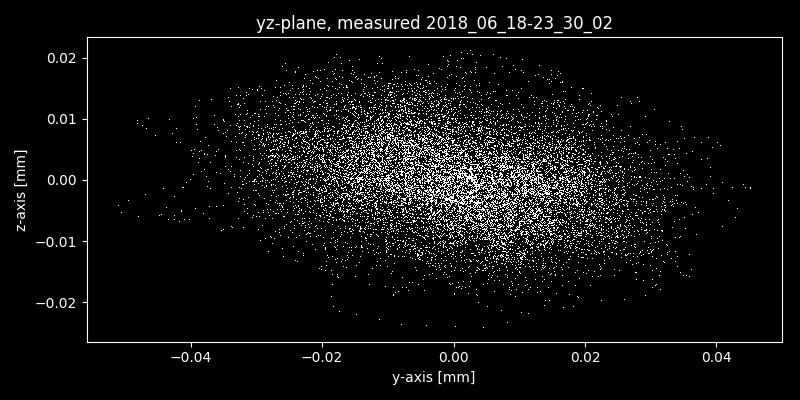 yz-plane, measured 2018_06_18-23_30_02
0.02
0.01
0.00
−0.01
−0.02
z-axis [mm]
−0.04 −0.02 0.00 0.02 0.04
y-axis [mm]